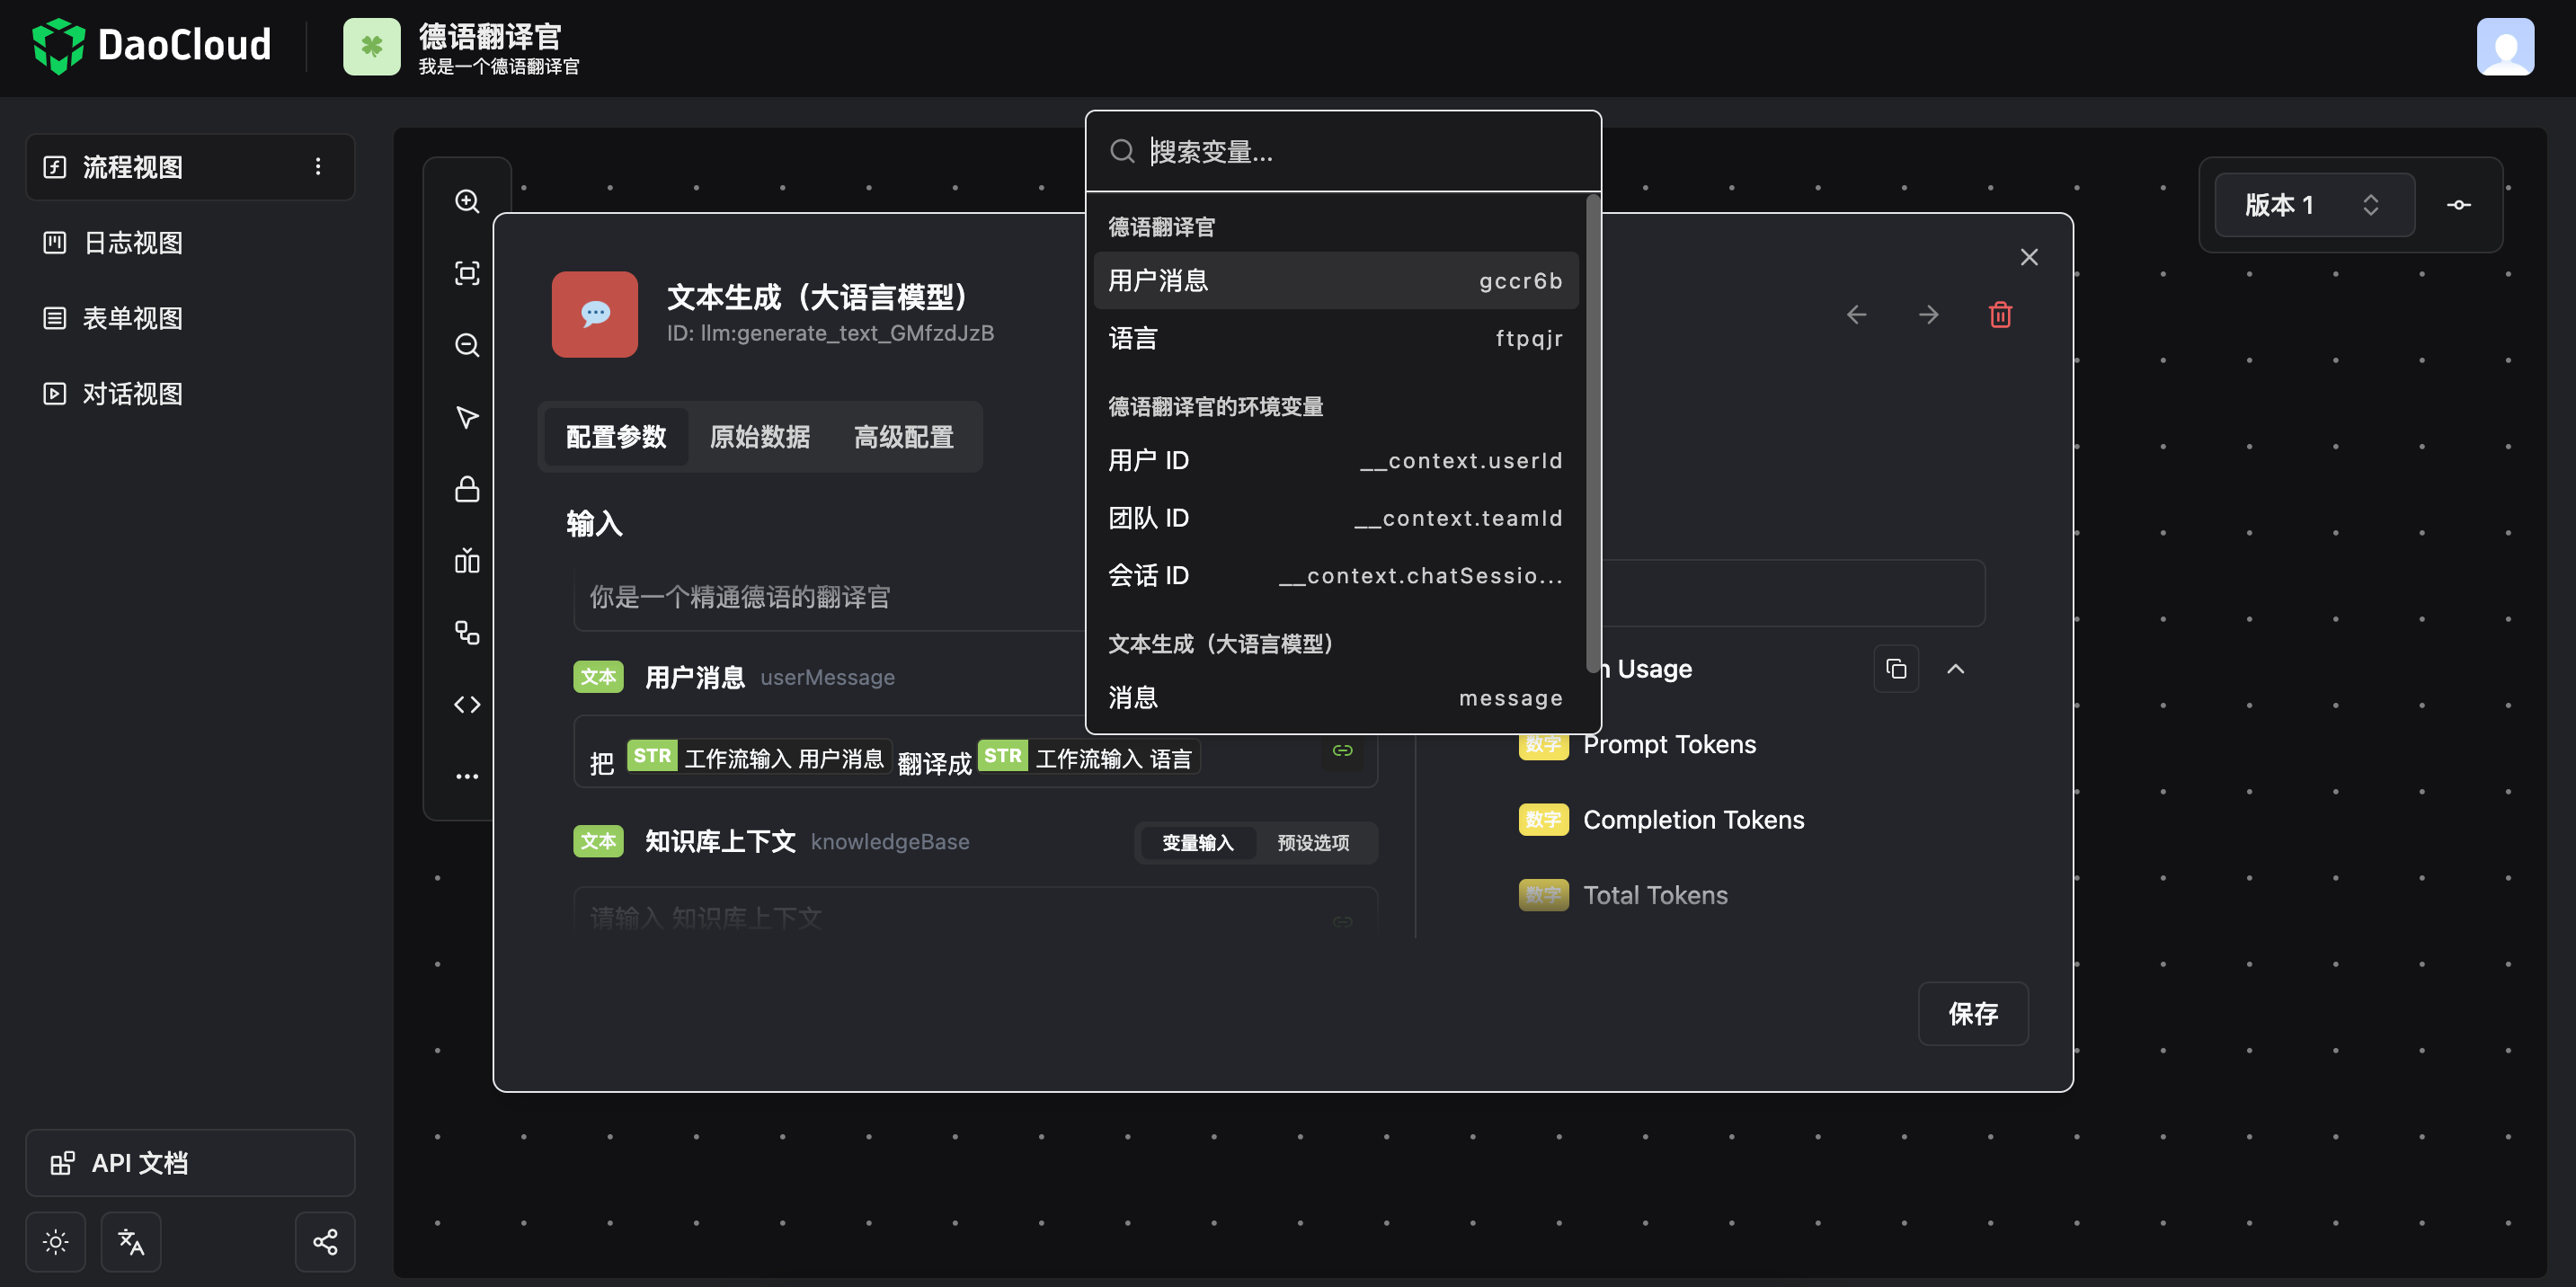 DaoCloud
德语翻译官
我是一个德语翻译官
流程视图
日志视图
表单视图
对话视图
API 文档
版本 1
文本生成（大语言模型）
ID: llm:generate_text_GMfzdJzB
配置参数 原始数据 高级配置
输入
你是一个精通德语的翻译官
文本 用户消息 userMessage
把 STR 工作流输入 用户消息 翻译成 STR 工作流输入 语言
文本 知识库上下文 knowledgeBase 变量输入 预设选项
请输入 知识库上下文
搜索变量...
德语翻译官
用户消息 gccr6b
语言 ftpqjr
德语翻译官的环境变量
用户 ID __context.userId
团队 ID __context.teamId
会话 ID __context.chatSessio...
文本生成（大语言模型）
消息 message
Usage
数字 Prompt Tokens
数字 Completion Tokens
数字 Total Tokens
保存